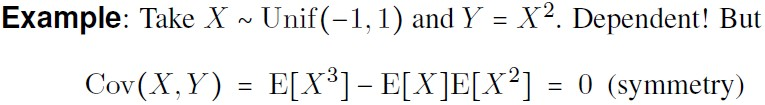 Example: Take X ~ Unif(−1, 1) and Y = X². Dependent! But
Cov(X, Y) = E[X³] − E[X]E[X²] = 0 (symmetry)